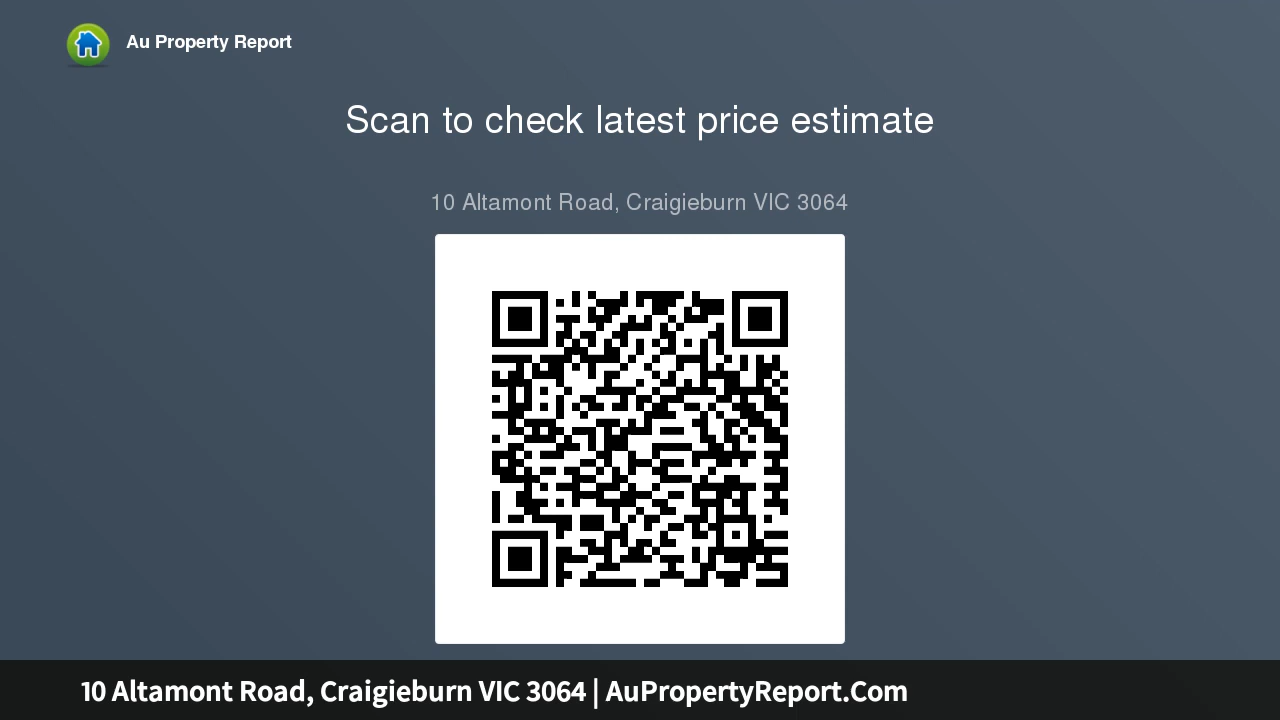 Au Property Report
Scan to check latest price estimate
10 Altamont Road, Craigieburn VIC 3064
10 Altamont Road, Craigieburn VIC 3064 | AuPropertyReport.Com